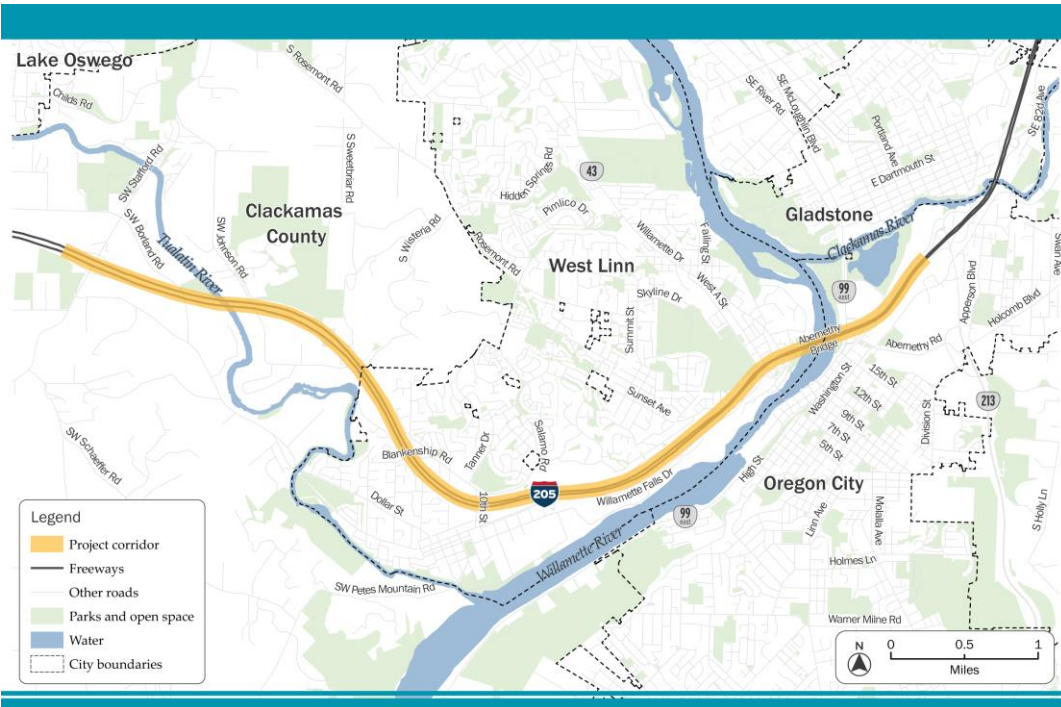 Lake Oswego
S Rosemont Rd
Childs Rd
SW Stafford Rd
SW Borland Rd
Tualatin River
SW Johnson Rd
Clackamas
County
S Sweetbriar Rd
S Wisteria Rd
Rosemont Rd
Hidden Springs Rd
43
Pimlico Dr
Willamette Dr
Failing St
West A St
West Linn
Skyline Dr
Summit St
Sunset Ave
SE River Rd
SE McLoughlin Blvd
Portland Ave
E Dartmouth St
SE 82nd Ave
Gladstone
Clackamas River
99
east
Abernethy
Bridge
Abernethy Rd
Apperson Blvd
Holcomb Blvd
Swan Ave
Washington St
15th St
12th St
9th St
7th St
5th St
Division St
213
High St
Oregon City
99
east
Linn Ave
Molalla Ave
S Holly Ln
Holmes Ln
Warner Milne Rd
SW Schaeffer Rd
Blankenship Rd
Tanner Dr
Salamo Rd
Dollar St
10th St
205
Willamette Falls Dr
Willamette River
SW Petes Mountain Rd
Legend
Project corridor
Freeways
Other roads
Parks and open space
Water
City boundaries
N
0 0.5 1
Miles